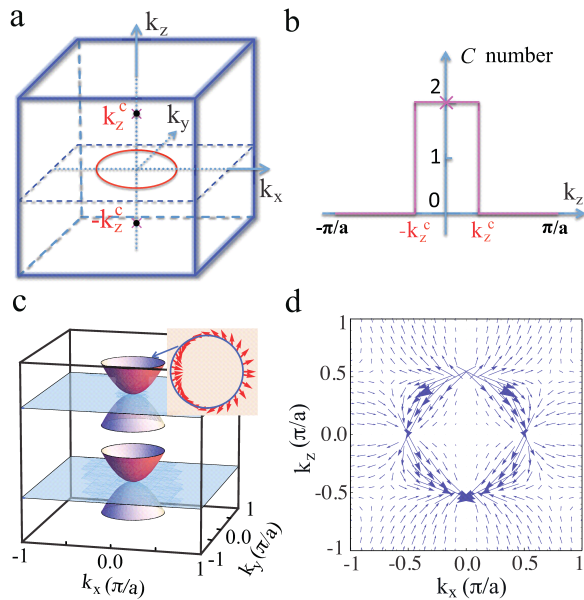 a
k_z
k_z^c
k_y
k_x
-k_z^c
b
C number
2
1
0
k_z
-π/a
-k_z^c
k_z^c
π/a
c
-1
0.0
1
k_x (π/a)
-1
0.0
1
k_y (π/a)
d
1
0.5
0.0
-0.5
-1
k_z (π/a)
-1
-0.5
0.0
0.5
1
k_x (π/a)